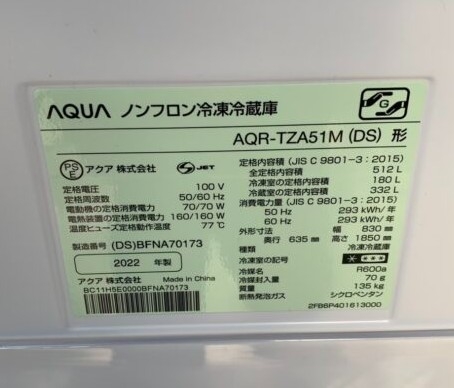 AQUA ノンフロン冷凍冷蔵庫
G
AQR-TZA51M (DS) 形
PSE アクア 株式会社 S-JET
定格電圧 100 V
50/60 Hz
電動機の定格消費電力 70/70 W
電熱装置の定格消費電力 160/160 W
温度ヒューズ定格動作温度 77℃
製造番号 (DS)BFNA70173
2022 年製
アクア 株式会社 Made in China
BC11H5E0000BFNA70173
定格内容積 (JIS C 9801-3 : 2015)
全定格内容積 512 L
冷凍室の定格内容積 180 L
冷蔵室の定格内容積 332 L
消費電力量 (JIS C 9801-3 : 2015)
50 Hz 293 kWh/年
60 Hz 293 kWh/年
外形寸法 幅 830 mm
奥行 635 mm 高さ 1850 mm
種類 冷凍冷蔵庫
冷凍室の記号
冷媒 R600a
冷媒封入量 70 g
質量 135 kg
断熱発泡ガス シクロペンタン
2FB6P401613000